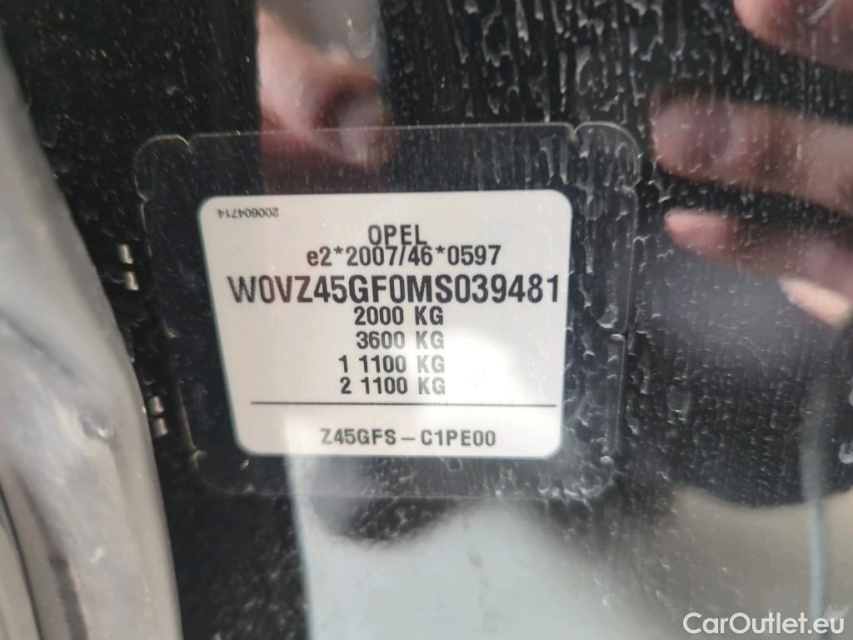 200604714
OPEL
e2*2007/46*0597
W0VZ45GF0MS039481
2000 KG
3600 KG
1 1100 KG
2 1100 KG
Z45GFS – C1PE00
CarOutlet.eu